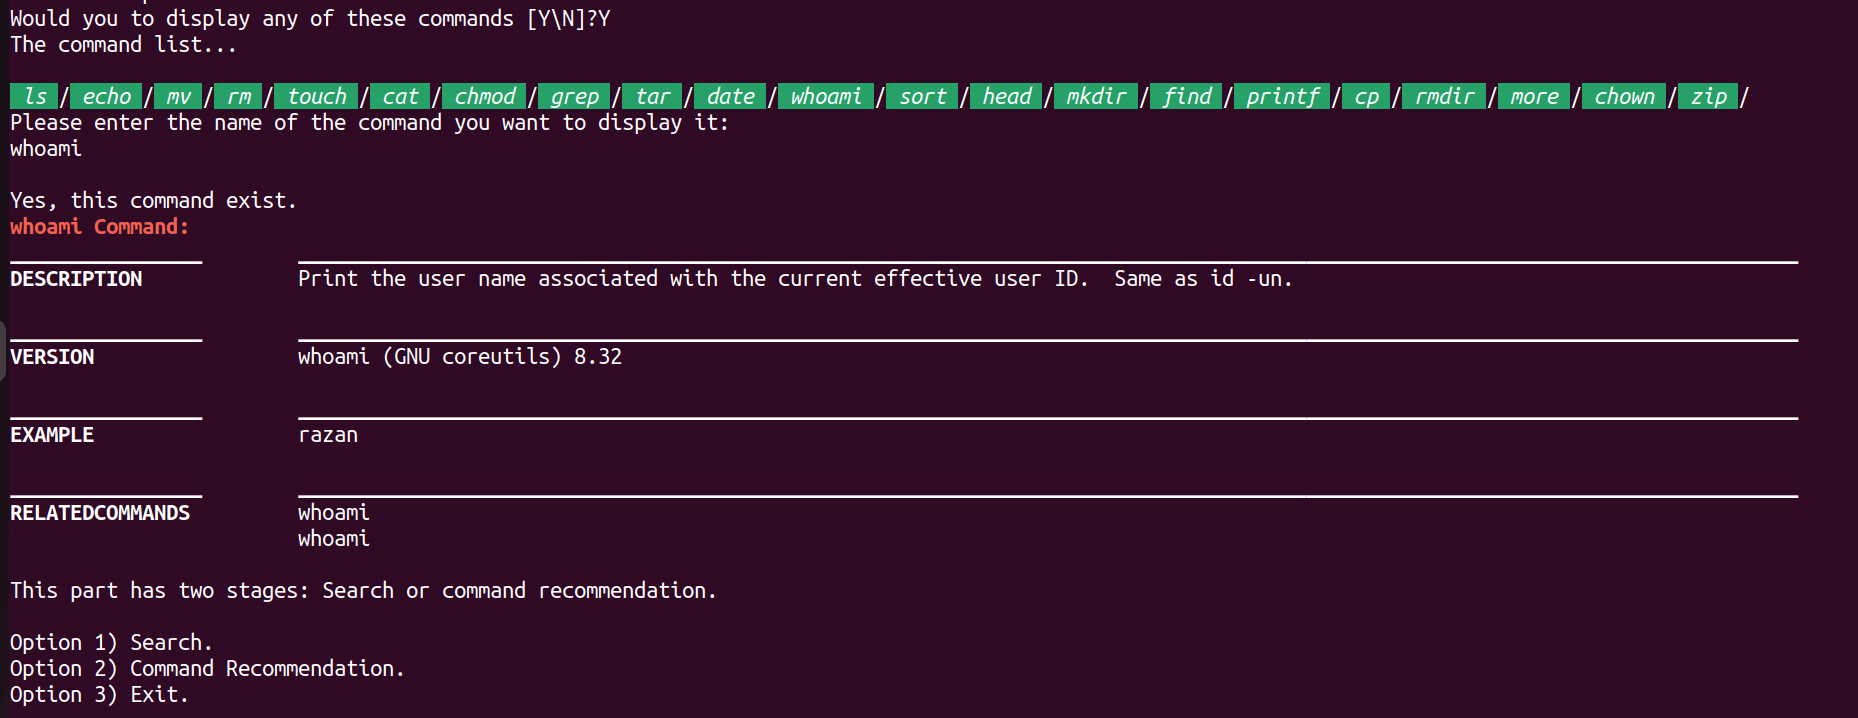 Would you to display any of these commands [Y\N]?Y
The command list...
ls / echo / mv / rm / touch / cat / chmod / grep / tar / date / whoami / sort / head / mkdir / find / printf / cp / rmdir / more / chown / zip /
Please enter the name of the command you want to display it:
whoami
Yes, this command exist.
whoami Command:
DESCRIPTION Print the user name associated with the current effective user ID.  Same as id -un.
VERSION whoami (GNU coreutils) 8.32
EXAMPLE razan
RELATEDCOMMANDS whoami
whoami
This part has two stages: Search or command recommendation.
Option 1) Search.
Option 2) Command Recommendation.
Option 3) Exit.